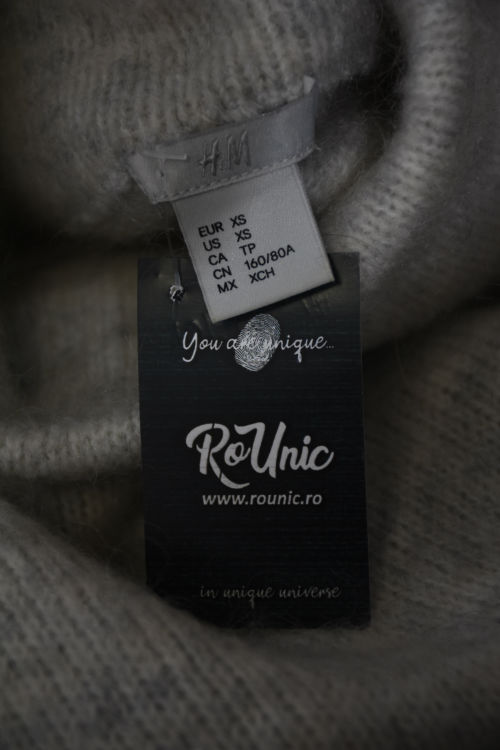 H&M
EUR XS
US XS
CA TP
CN 160/80A
MX XCH
You are unique...
RoUnic
www.rounic.ro
in unique universe